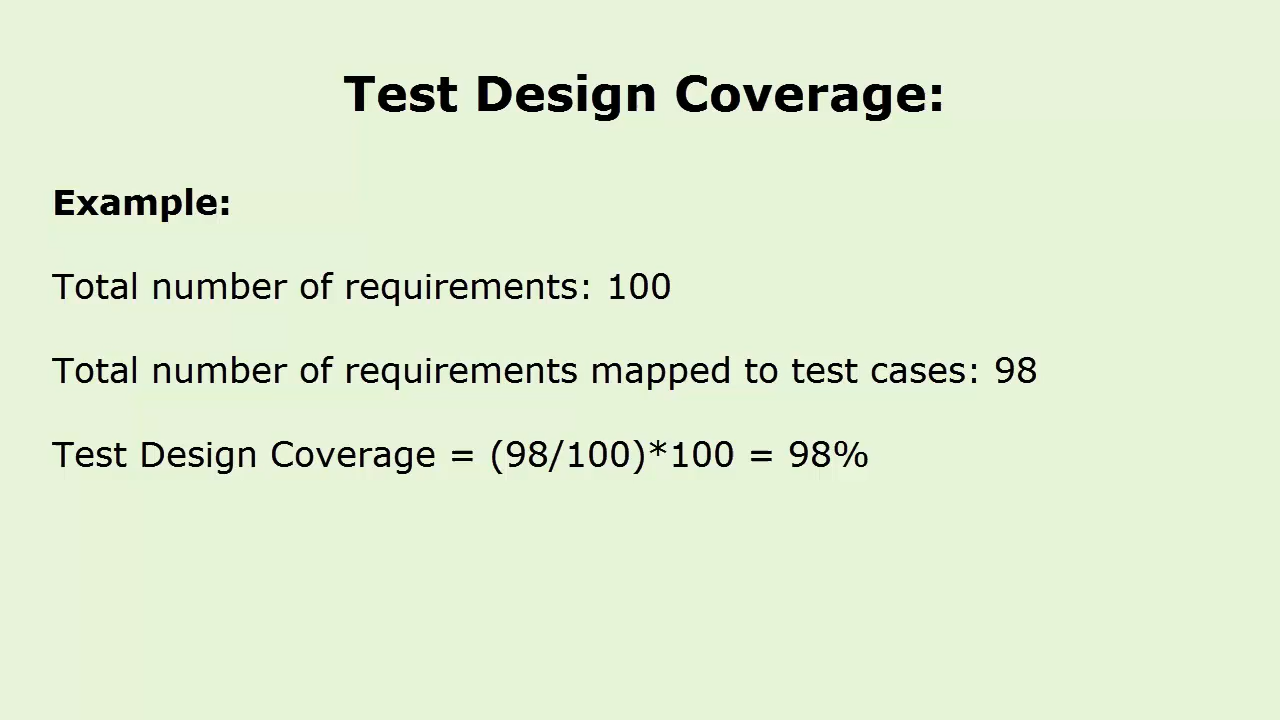 Test Design Coverage:
Example:
Total number of requirements: 100
Total number of requirements mapped to test cases: 98
Test Design Coverage = (98/100)*100 = 98%